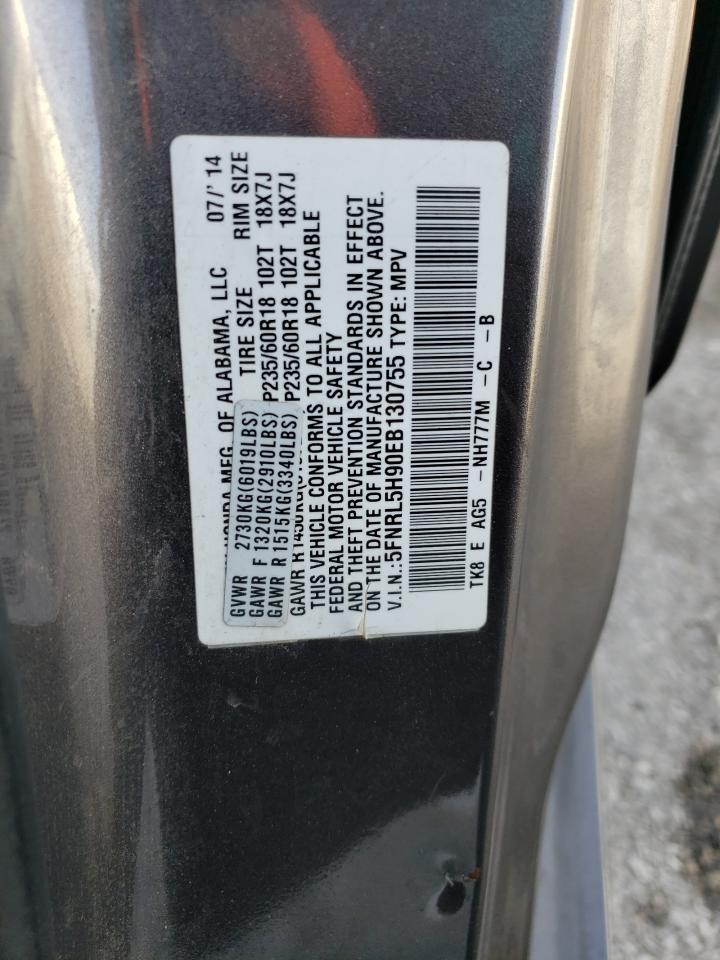 MFG. OF ALABAMA, LLC 07/'14
TIRE SIZE RIM SIZE
GVWR 2730KG(6019LBS)
GAWR F 1320KG(2910LBS) P235/60R18 102T 18X7J
GAWR R 1515KG(3340LBS) P235/60R18 102T 18X7J
GAWR R
THIS VEHICLE CONFORMS TO ALL APPLICABLE
FEDERAL MOTOR VEHICLE SAFETY
AND THEFT PREVENTION STANDARDS IN EFFECT
ON THE DATE OF MANUFACTURE SHOWN ABOVE.
V.I.N.:5FNRL5H90EB130755 TYPE: MPV
TK8 E AG5 -NH777M -C -B